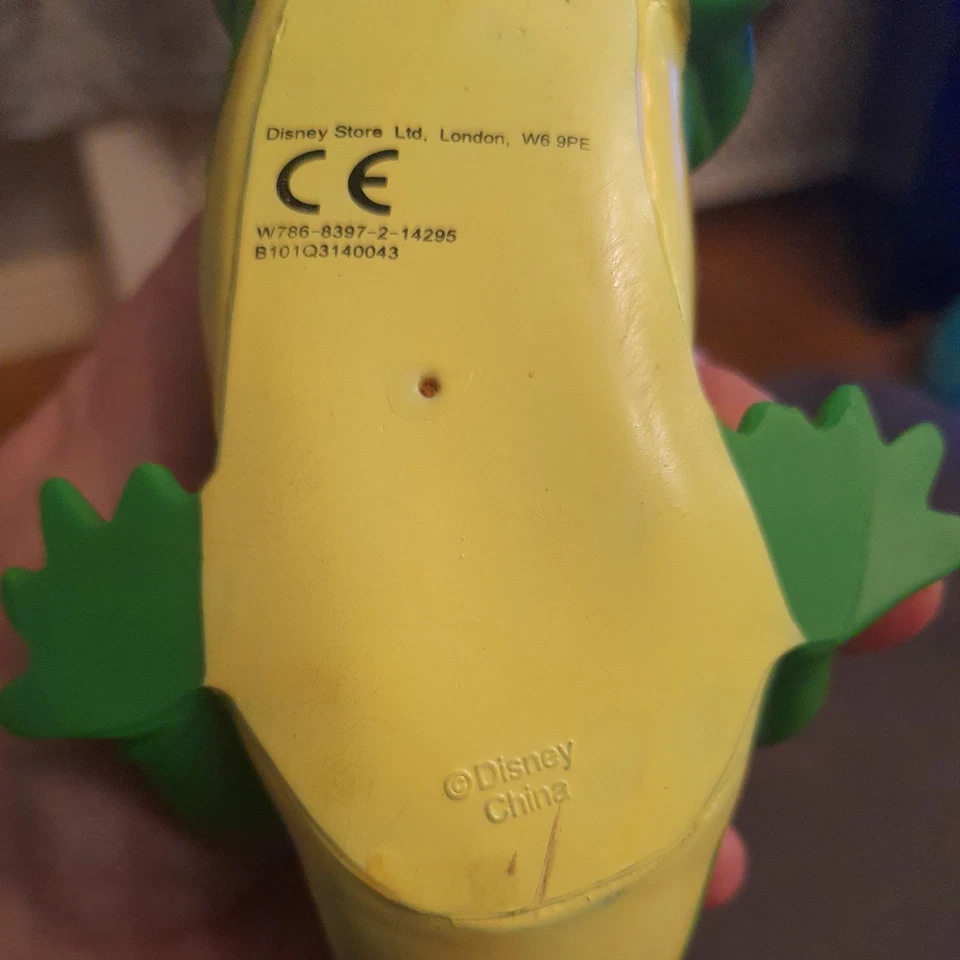 Disney Store Ltd, London, W6 9PE
CE
W786-8397-2-14295
B101Q3140043
©Disney
China